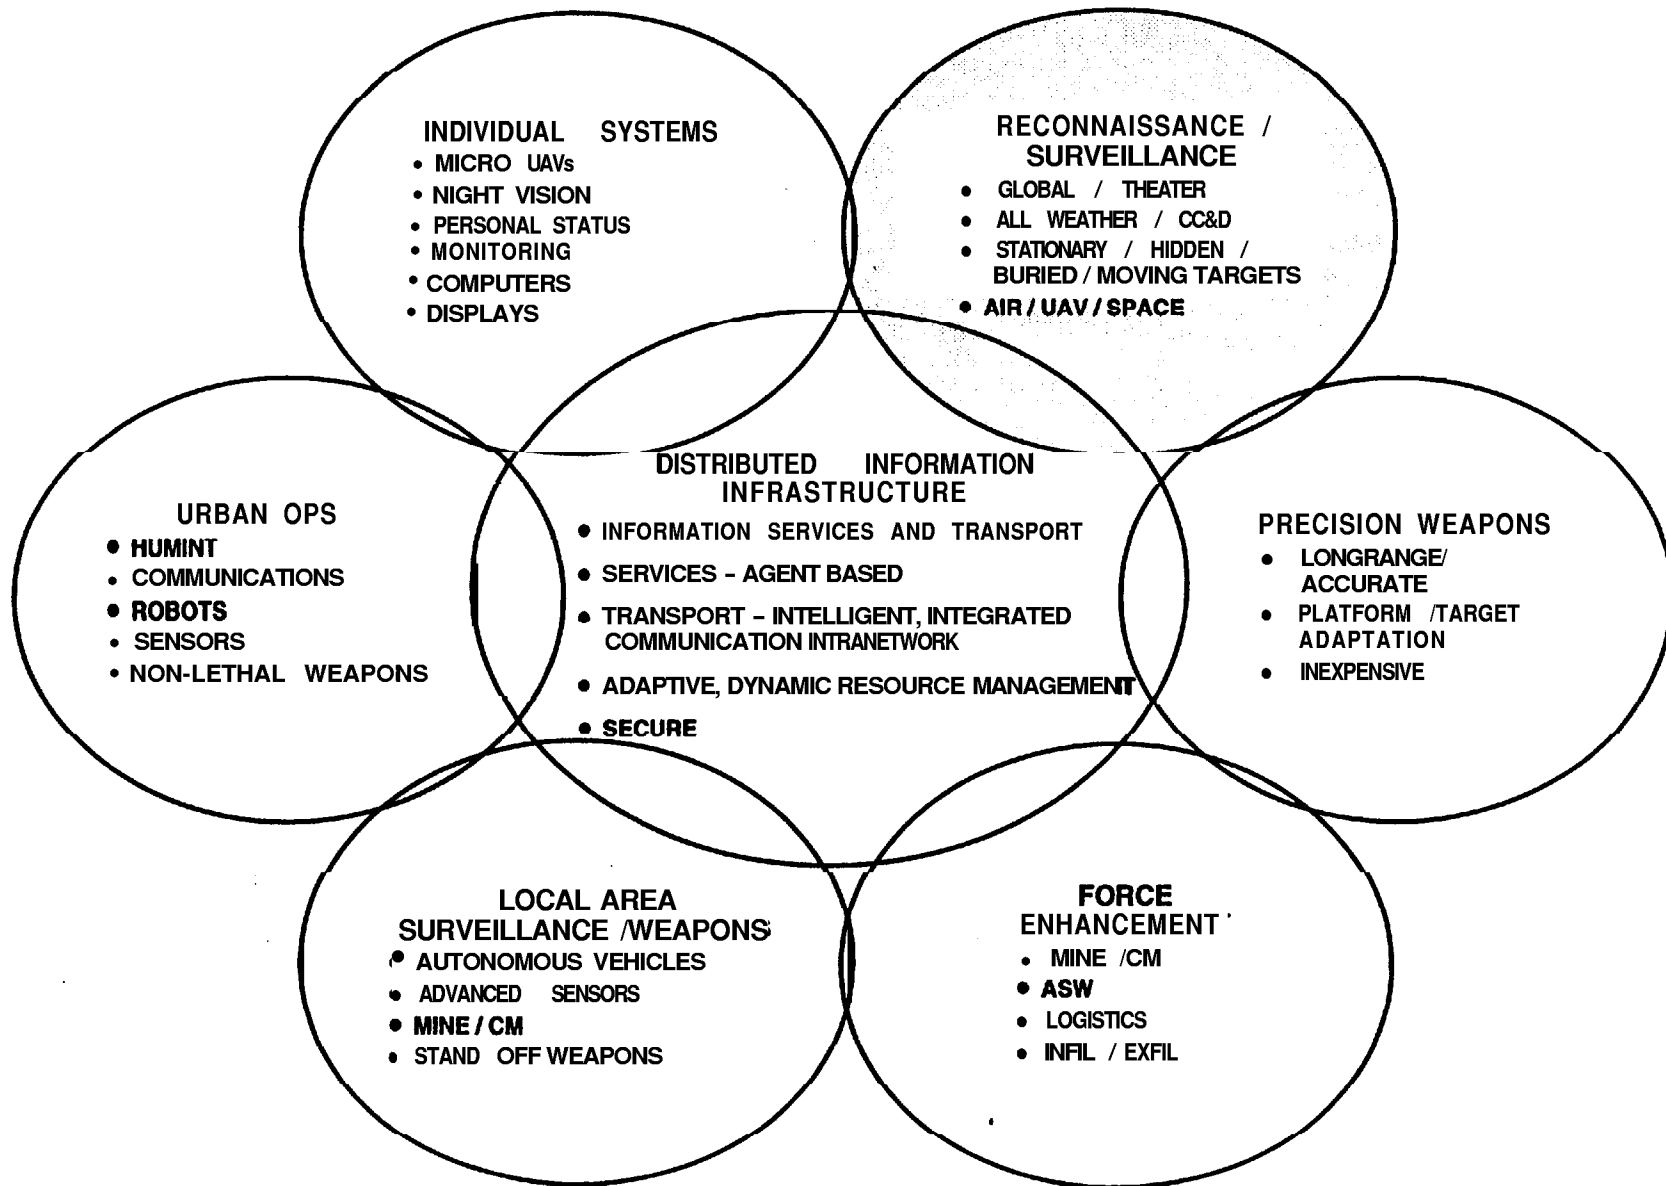 INDIVIDUAL SYSTEMS
• MICRO UAVs
• NIGHT VISION
• PERSONAL STATUS
• MONITORING
• COMPUTERS
• DISPLAYS
RECONNAISSANCE /
SURVEILLANCE
• GLOBAL / THEATER
• ALL WEATHER / CC&D
• STATIONARY / HIDDEN /
BURIED / MOVING TARGETS
• AIR / UAV / SPACE
URBAN OPS
• HUMINT
• COMMUNICATIONS
• ROBOTS
• SENSORS
• NON-LETHAL WEAPONS
DISTRIBUTED INFORMATION
INFRASTRUCTURE
• INFORMATION SERVICES AND TRANSPORT
• SERVICES – AGENT BASED
• TRANSPORT – INTELLIGENT, INTEGRATED
COMMUNICATION INTRANETWORK
• ADAPTIVE, DYNAMIC RESOURCE MANAGEMENT
• SECURE
PRECISION WEAPONS
• LONGRANGE/
ACCURATE
• PLATFORM /TARGET
ADAPTATION
• INEXPENSIVE
LOCAL AREA
SURVEILLANCE /WEAPONS
• AUTONOMOUS VEHICLES
• ADVANCED SENSORS
• MINE / CM
• STAND OFF WEAPONS
FORCE
ENHANCEMENT
• MINE /CM
• ASW
• LOGISTICS
• INFIL / EXFIL